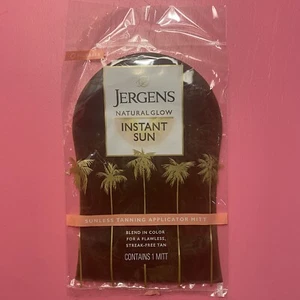 JERGENS
NATURAL GLOW
INSTANT
SUN
SUNLESS TANNING APPLICATOR MITT
BLEND IN COLOR
FOR A FLAWLESS,
STREAK-FREE TAN
CONTAINS 1 MITT